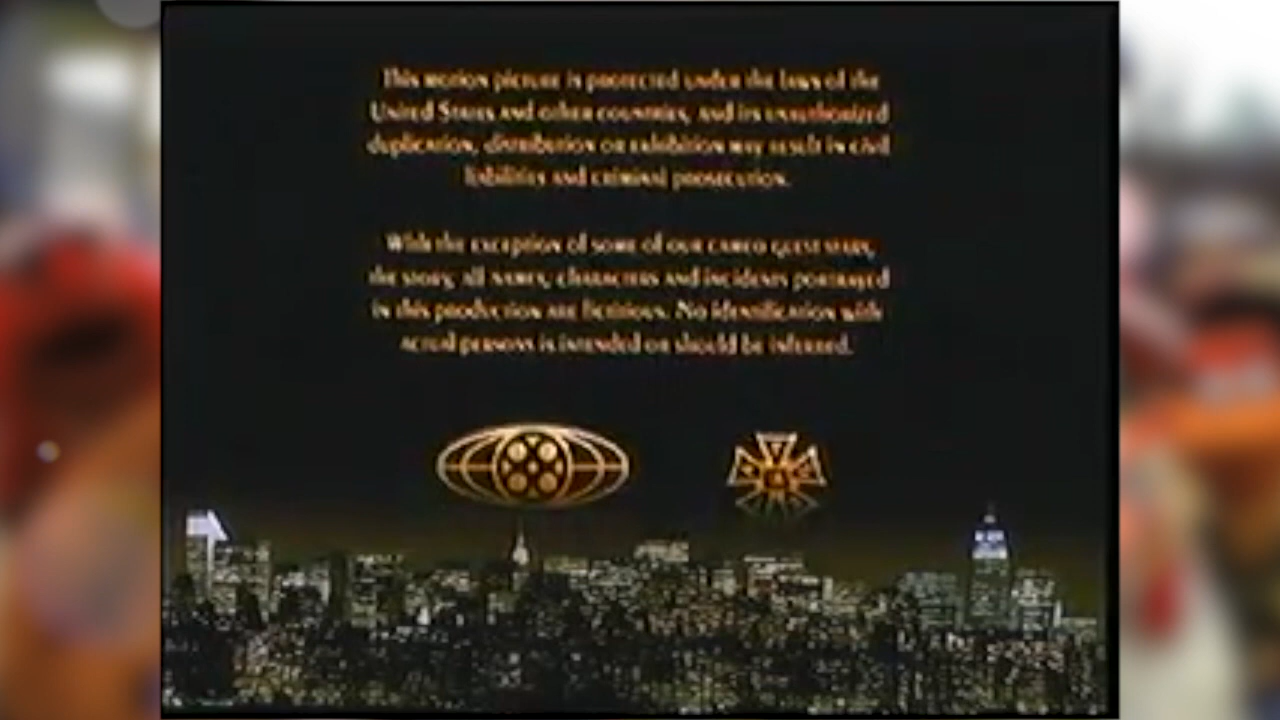 This motion picture is protected under the laws of the
United States and other countries, and its unauthorized
duplication, distribution or exhibition may result in civil
liabilities and criminal prosecution.
With the exception of some of our cameo guest stars,
the story, all names, characters and incidents portrayed
in this production are fictitious. No identification with
actual persons is intended or should be inferred.